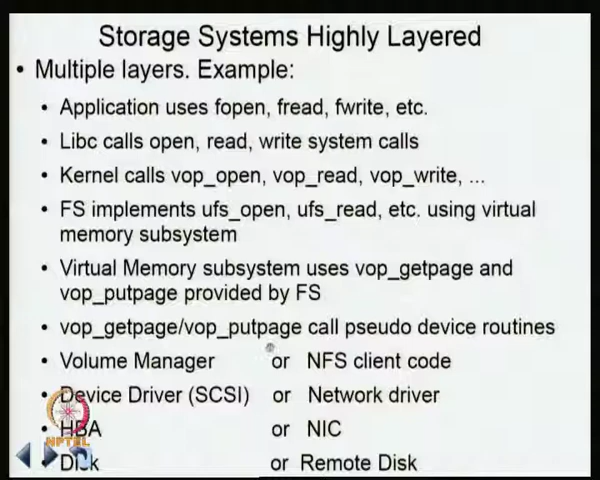 Storage Systems Highly Layered
• Multiple layers. Example:
• Application uses fopen, fread, fwrite, etc.
• Libc calls open, read, write system calls
• Kernel calls vop_open, vop_read, vop_write, ...
• FS implements ufs_open, ufs_read, etc. using virtual
memory subsystem
• Virtual Memory subsystem uses vop_getpage and
vop_putpage provided by FS
• vop_getpage/vop_putpage call pseudo device routines
• Volume Manager or NFS client code
• Device Driver (SCSI) or Network driver
• HBA or NIC
NPTEL
• Disk or Remote Disk